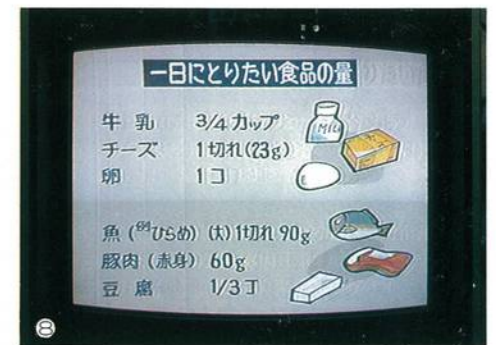 一日にとりたい食品の量
牛乳 3/4カップ
MILK
チーズ 1切れ(23g)
卵 1コ
魚(例ひらめ)(大)1切れ 90g
豚肉(赤身) 60g
豆腐 1/3丁
⑧